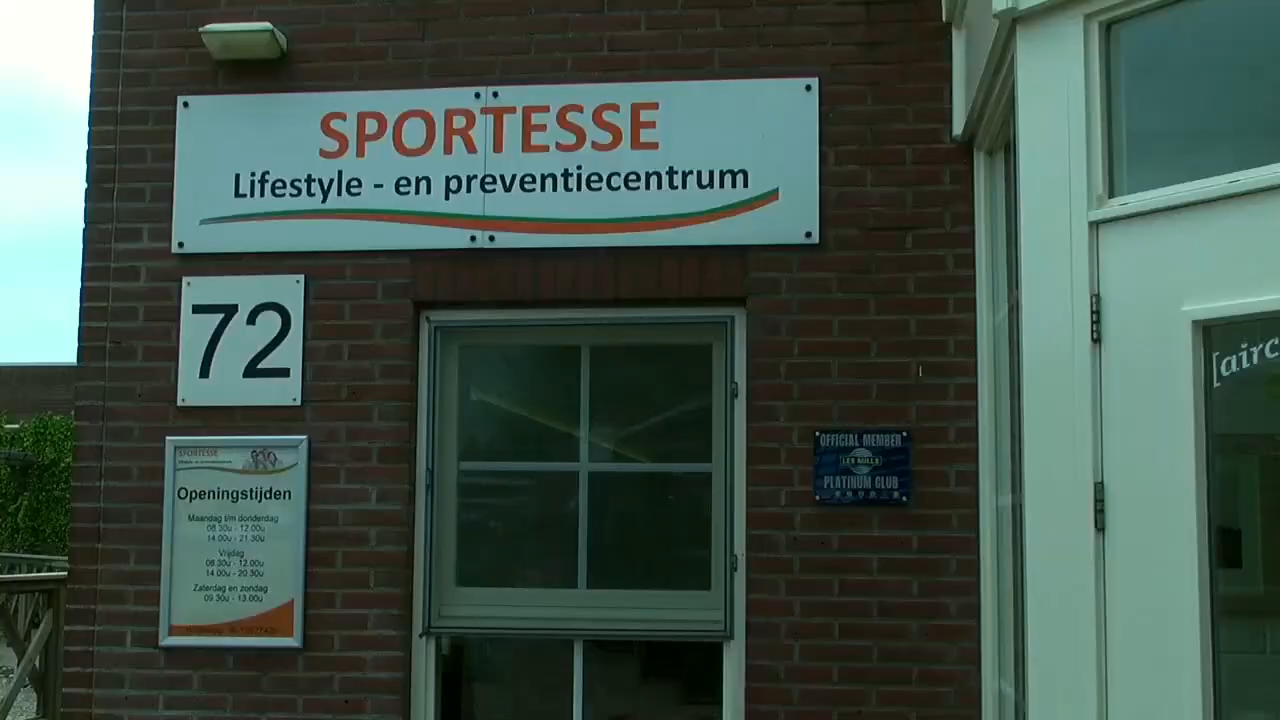 SPORTESSE
Lifestyle - en preventiecentrum
72
SPORTESSE
Openingstijden
Maandag t/m donderdag
08.30u - 12.00u
14.00u - 21.30u
Vrijdag
08.30u - 12.00u
14.00u - 20.30u
Zaterdag en zondag
09.30u - 13.00u
OFFICIAL MEMBER
LES MILLS
PLATINUM CLUB
[airc